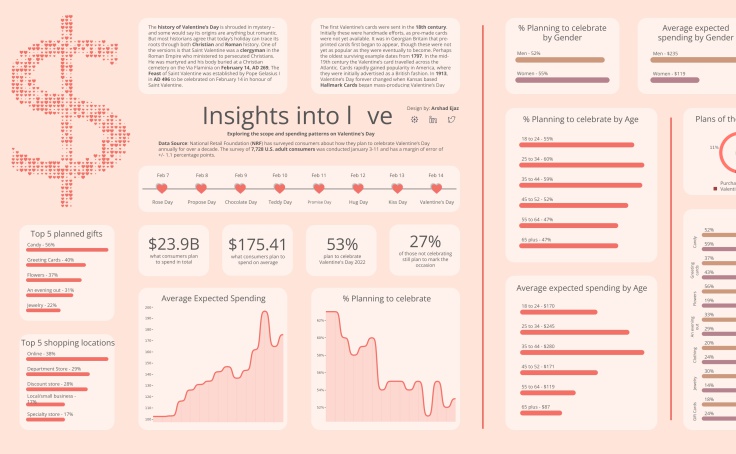 The history of Valentine's Day is shrouded in mystery –
and some would say its origins are anything but romantic.
But most historians agree that today's holiday can trace its
roots through both Christian and Roman history. One of
the versions is that Saint Valentine was a clergyman in the
Roman Empire who ministered to persecuted Christians.
He was martyred and his body buried at a Christian
cemetery on the Via Flaminia on February 14, AD 269. The
Feast of Saint Valentine was established by Pope Gelasius I
in AD 496 to be celebrated on February 14 in honour of
Saint Valentine.
The first Valentine's cards were sent in the 18th century.
Initially these were handmade efforts, as pre-made cards
were not yet available. It was in Georgian Britain that pre-
printed cards first began to appear, though these were not
yet as popular as they were eventually to become. Perhaps
the oldest surviving example dates from 1797. In the mid-
19th century the Valentine's card travelled across the
Atlantic. Cards rapidly gained popularity in America, where
they were initially advertised as a British fashion. In 1913,
Valentine's Day forever changed when Kansas based
Hallmark Cards began mass-producing Valentine's Day
Insights into l ve
Design by: Arshad Ejaz
Exploring the scope and spending patterns on Valentine's Day
Data Source: National Retail Foundation (NRF) has surveyed consumers about how they plan to celebrate Valentine's Day
annually for over a decade. The survey of 7,728 U.S. adult consumers was conducted January 3-11 and has a margin of error of
+/- 1.1 percentage points.
Feb 7 Feb 8 Feb 9 Feb 10 Feb 11 Feb 12 Feb 13 Feb 14
Rose Day Propose Day Chocolate Day Teddy Day Promise Day Hug Day Kiss Day Valentine's Day
Top 5 planned gifts
Candy - 56%
Greeting Cards - 40%
Flowers - 37%
An evening out - 31%
Jewelry - 22%
Top 5 shopping locations
Online - 38%
Department Store - 29%
Discount store - 28%
Local/small business -
17%
Specialty store - 17%
$23.9B
what consumers plan
to spend in total
$175.41
what consumers plan to
spend on average
53%
plan to celebrate
Valentine's Day 2022
27%
of those not celebrating
still plan to mark the
occasion
Average Expected Spending
200
190
180
170
160
150
140
130
120
110
100
% Planning to celebrate
62%
60%
58%
56%
54%
52%
% Planning to celebrate
by Gender
Men - 52%
Women - 55%
Average expected
spending by Gender
Men - $235
Women - $119
% Planning to celebrate by Age
18 to 24 - 55%
25 to 34 - 60%
35 to 44 - 59%
45 to 52 - 52%
55 to 64 - 47%
65 plus - 47%
Average expected spending by Age
18 to 24 - $170
25 to 34 - $245
35 to 44 - $280
45 to 52 - $171
55 to 64 - $119
65 plus - $87
Plans of th
11%
Purcha
Women
Candy
52%
59%
Greeting
cards
37%
43%
Flowers
56%
19%
An evening
out
33%
29%
Clothing
20%
24%
Jewelry
30%
14%
Gift Cards
18%
24%